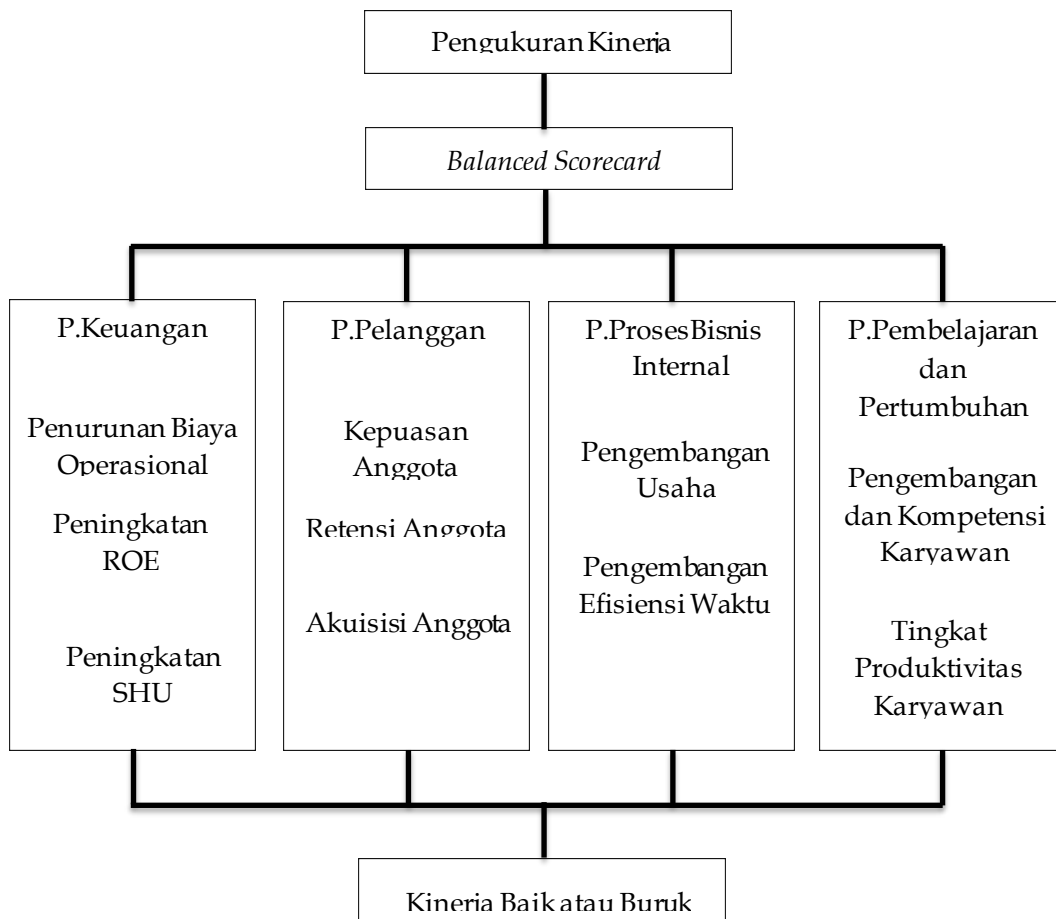 Pengukuran Kinerja
Balanced Scorecard
P.Keuangan
Penurunan Biaya
Operasional
Peningkatan
ROE
Peningkatan
SHU
P.Pelanggan
Kepuasan
Anggota
Retensi Anggota
Akuisisi Anggota
P.Proses Bisnis
Internal
Pengembangan
Usaha
Pengembangan
Efisiensi Waktu
P.Pembelajaran
dan
Pertumbuhan
Pengembangan
dan Kompetensi
Karyawan
Tingkat
Produktivitas
Karyawan
Kinerja Baik atau Buruk